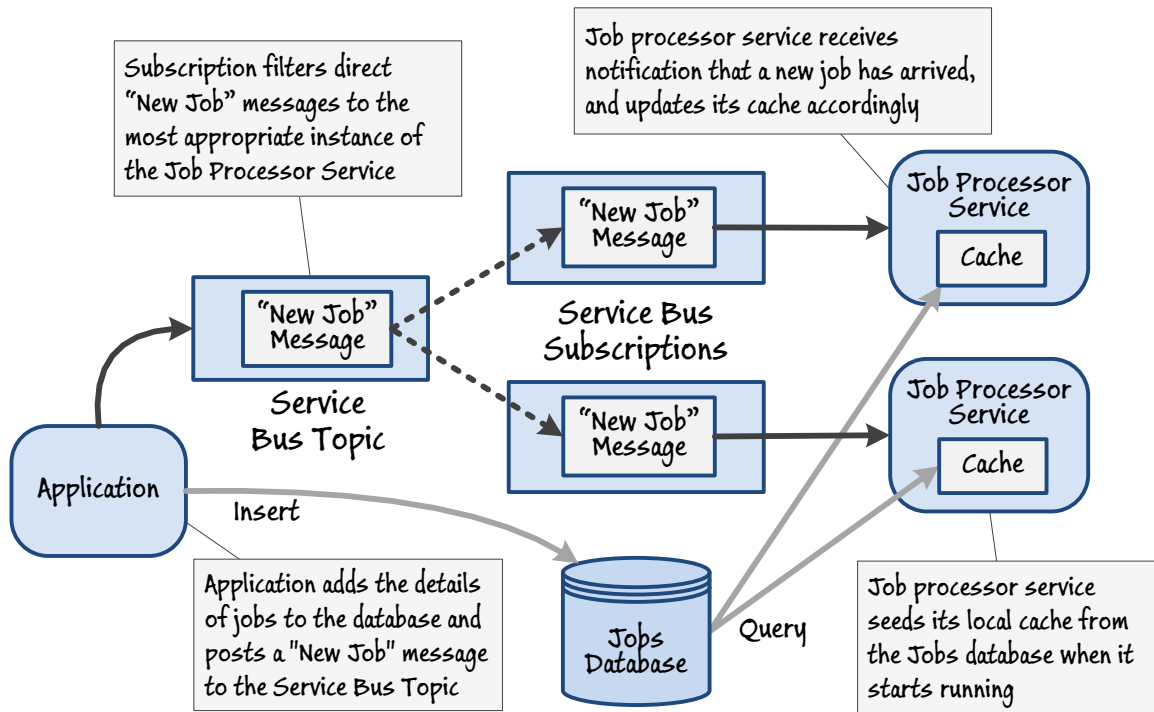 Subscription filters direct
“New Job” messages to the
most appropriate instance of
the Job Processor Service
Job processor service receives
notification that a new job has arrived,
and updates its cache accordingly
“New Job”
Message
Job Processor
Service
Cache
“New Job”
Message
Service
Bus Topic
Service Bus
Subscriptions
“New Job”
Message
Job Processor
Service
Cache
Application
Insert
Application adds the details
of jobs to the database and
posts a "New Job" message
to the Service Bus Topic
Jobs
Database
Query
Job processor service
seeds its local cache from
the Jobs database when it
starts running